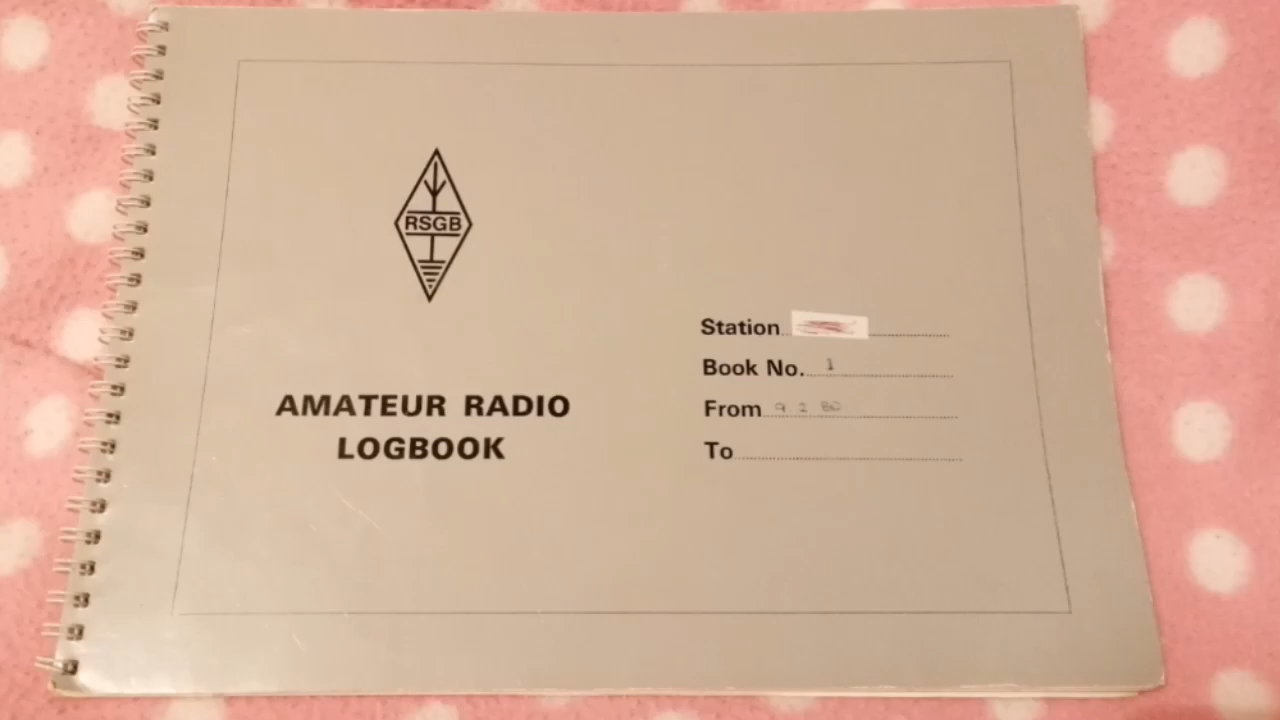 RSGB
AMATEUR RADIO
LOGBOOK
Station
Book No. 1
From 9 2 80
To